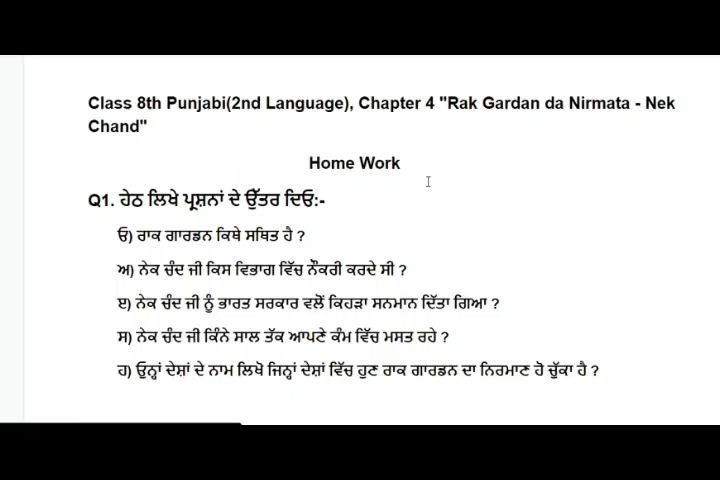 Class 8th Punjabi(2nd Language), Chapter 4 "Rak Gardan da Nirmata - Nek
Chand"
Home Work
Q1. ਹੇਠ ਲਿਖੇ ਪ੍ਰਸ਼ਨਾਂ ਦੇ ਉੱਤਰ ਦਿਓ:-
ੳ) ਰਾਕ ਗਾਰਡਨ ਕਿਥੇ ਸਥਿਤ ਹੈ ?
ਅ) ਨੇਕ ਚੰਦ ਜੀ ਕਿਸ ਵਿਭਾਗ ਵਿੱਚ ਨੌਕਰੀ ਕਰਦੇ ਸੀ ?
ੲ) ਨੇਕ ਚੰਦ ਜੀ ਨੂੰ ਭਾਰਤ ਸਰਕਾਰ ਵਲੋਂ ਕਿਹੜਾ ਸਨਮਾਨ ਦਿੱਤਾ ਗਿਆ ?
ਸ) ਨੇਕ ਚੰਦ ਜੀ ਕਿੰਨੇ ਸਾਲ ਤੱਕ ਆਪਣੇ ਕੰਮ ਵਿੱਚ ਮਸਤ ਰਹੇ ?
ਹ) ਉਨ੍ਹਾਂ ਦੇਸ਼ਾਂ ਦੇ ਨਾਮ ਲਿਖੋ ਜਿਨ੍ਹਾਂ ਦੇਸ਼ਾਂ ਵਿੱਚ ਹੁਣ ਰਾਕ ਗਾਰਡਨ ਦਾ ਨਿਰਮਾਣ ਹੋ ਚੁੱਕਾ ਹੈ ?